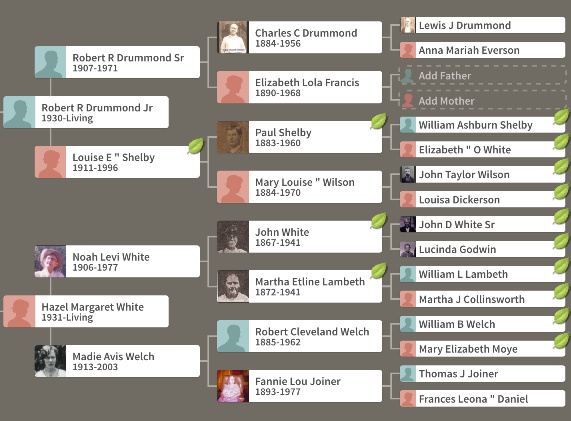 Robert R Drummond Sr
1907-1971
Robert R Drummond Jr
1930-Living
Louise E " Shelby
1911-1996
Noah Levi White
1906-1977
Hazel Margaret White
1931-Living
Madie Avis Welch
1913-2003
Charles C Drummond
1884-1956
Elizabeth Lola Francis
1890-1968
Paul Shelby
1883-1960
Mary Louise " Wilson
1884-1970
John White
1867-1941
Martha Etline Lambeth
1872-1941
Robert Cleveland Welch
1885-1962
Fannie Lou Joiner
1893-1977
Lewis J Drummond
Anna Mariah Everson
Add Father
Add Mother
William Ashburn Shelby
Elizabeth " O White
John Taylor Wilson
Louisa Dickerson
John D White Sr
Lucinda Godwin
William L Lambeth
Martha J Collinsworth
William B Welch
Mary Elizabeth Moye
Thomas J Joiner
Frances Leona " Daniel